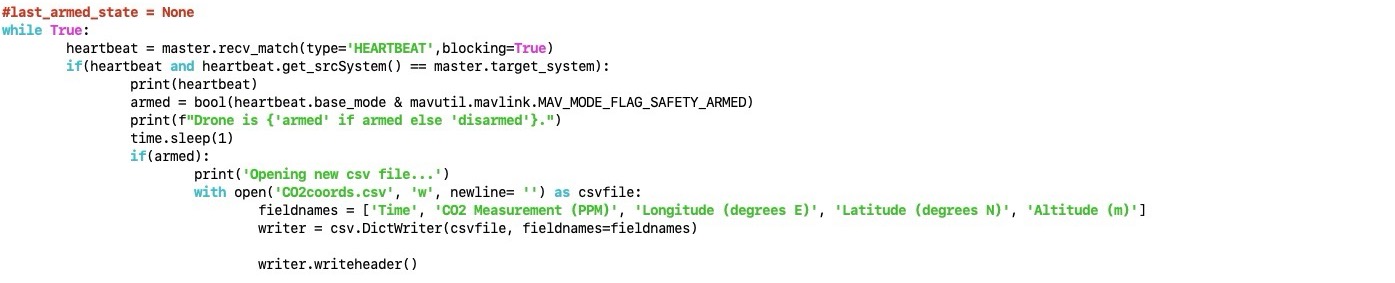 #last_armed_state = None
while True:
        heartbeat = master.recv_match(type='HEARTBEAT',blocking=True)
        if(heartbeat and heartbeat.get_srcSystem() == master.target_system):
                print(heartbeat)
                armed = bool(heartbeat.base_mode & mavutil.mavlink.MAV_MODE_FLAG_SAFETY_ARMED)
                print(f"Drone is {'armed' if armed else 'disarmed'}.")
                time.sleep(1)
                if(armed):
                        print('Opening new csv file...')
                        with open('CO2coords.csv', 'w', newline= '') as csvfile:
                                fieldnames = ['Time', 'CO2 Measurement (PPM)', 'Longitude (degrees E)', 'Latitude (degrees N)', 'Altitude (m)']
                                writer = csv.DictWriter(csvfile, fieldnames=fieldnames)

                                writer.writeheader()